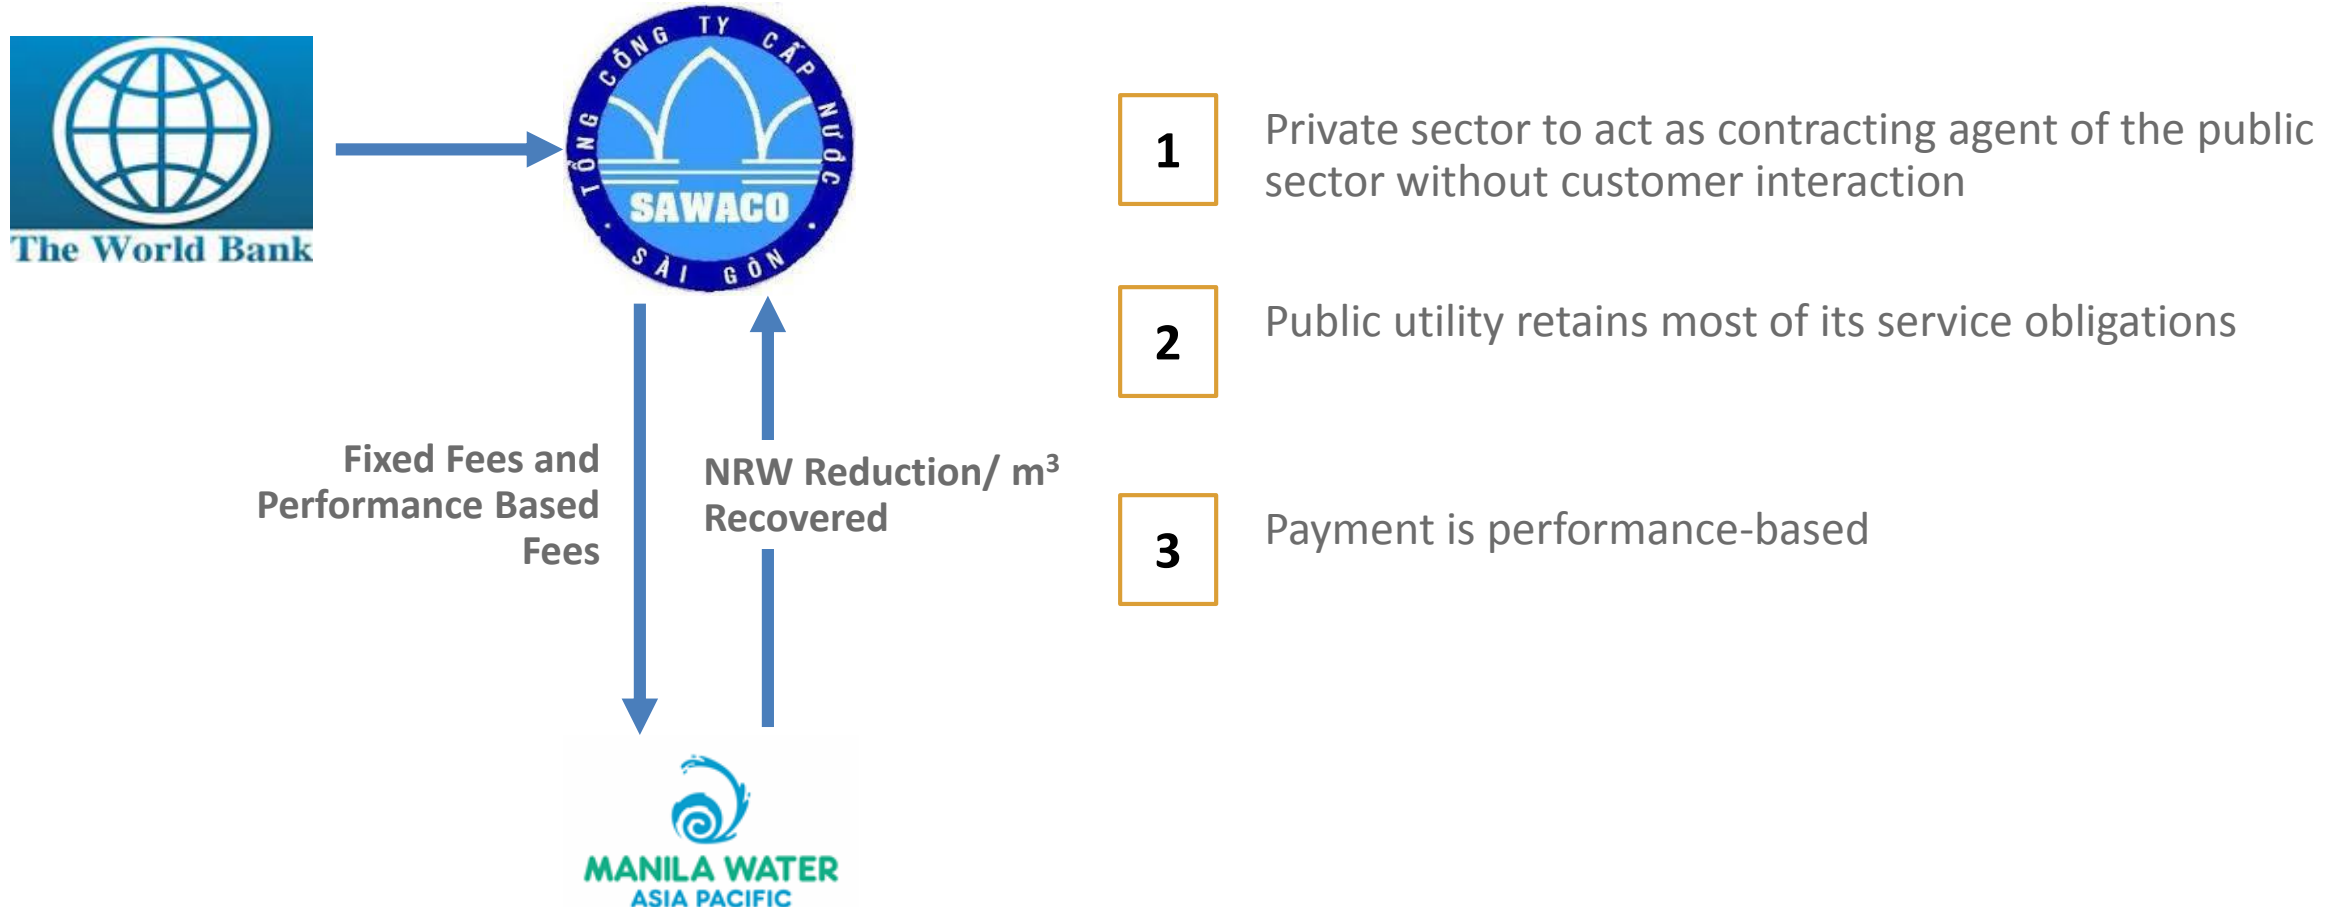 The World Bank
TỔNG CÔNG TY CẤP NƯỚC
SAWACO
SÀI GÒN
1
Private sector to act as contracting agent of the public
sector without customer interaction
2
Public utility retains most of its service obligations
Fixed Fees and
Performance Based
Fees
NRW Reduction/ m³
Recovered
3
Payment is performance-based
MANILA WATER
ASIA PACIFIC